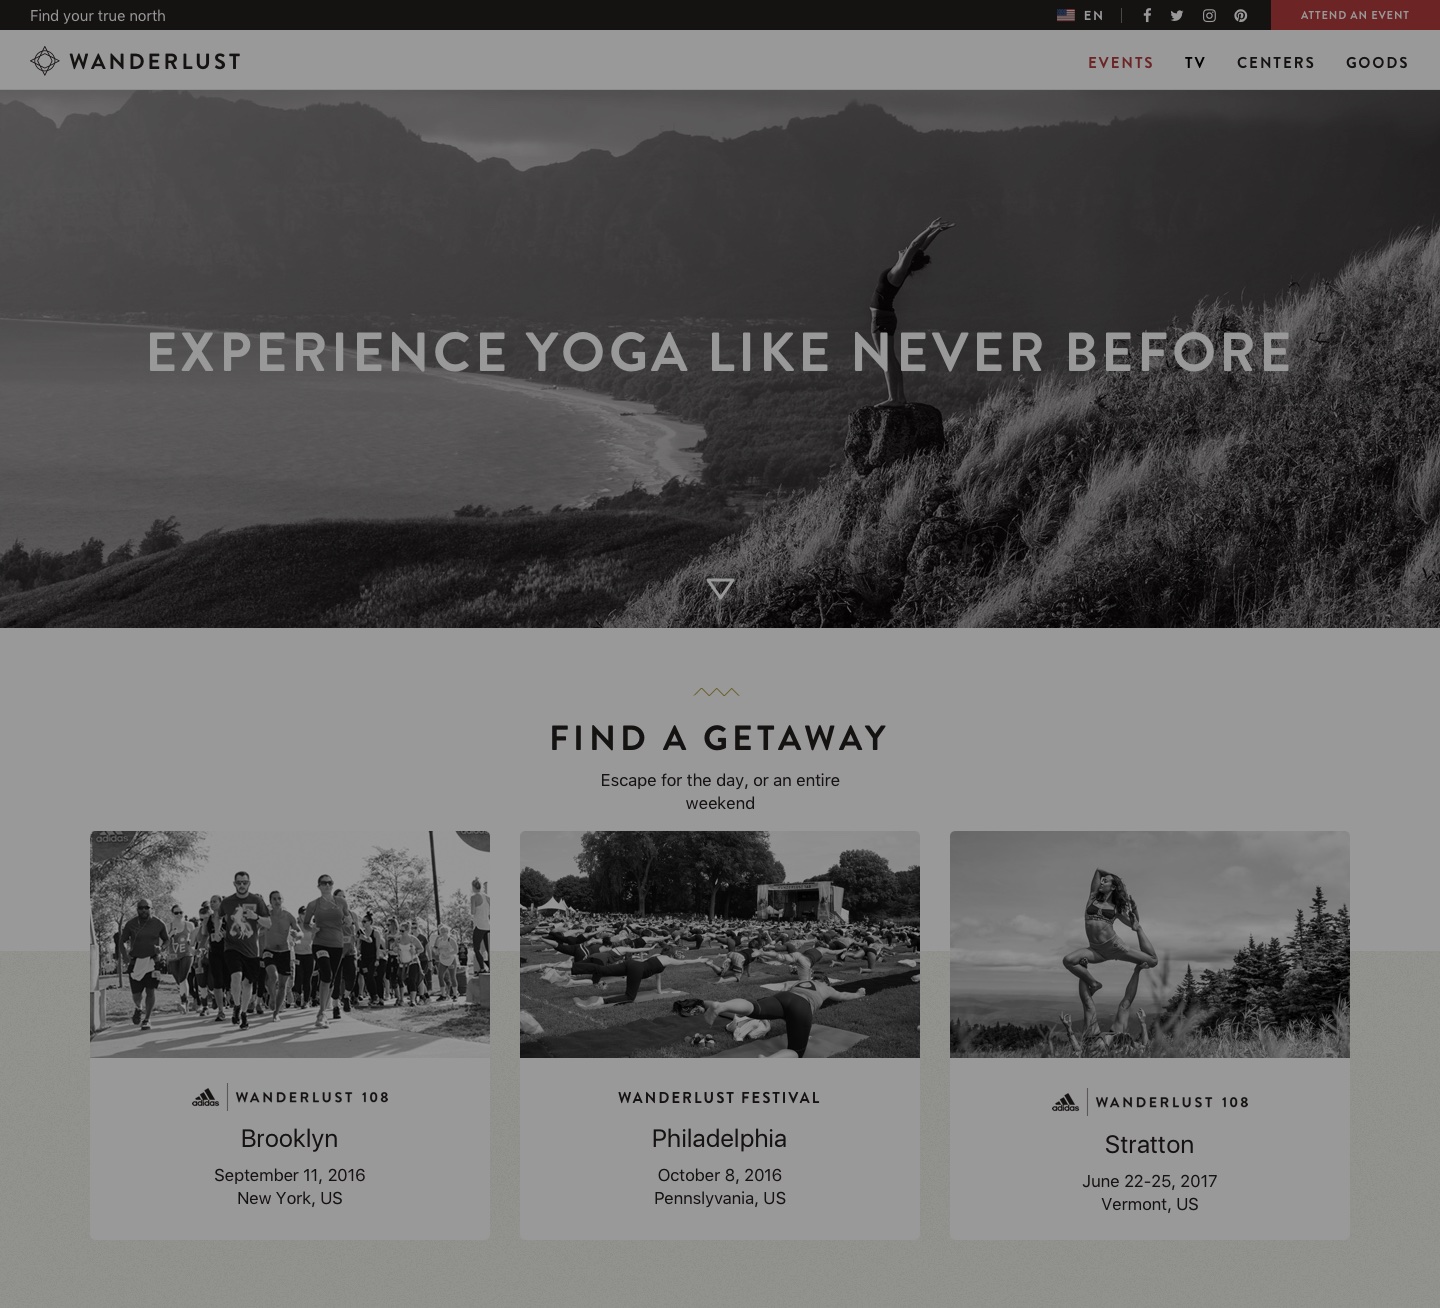 Find your true north
EN
ATTEND AN EVENT
WANDERLUST
EVENTS
TV
CENTERS
GOODS
EXPERIENCE YOGA LIKE NEVER BEFORE
FIND A GETAWAY
Escape for the day, or an entire
weekend
adidas
adidas
WANDERLUST 108
Brooklyn
September 11, 2016
New York, US
WANDERLUST FESTIVAL
Philadelphia
October 8, 2016
Pennslyvania, US
adidas
WANDERLUST 108
Stratton
June 22-25, 2017
Vermont, US